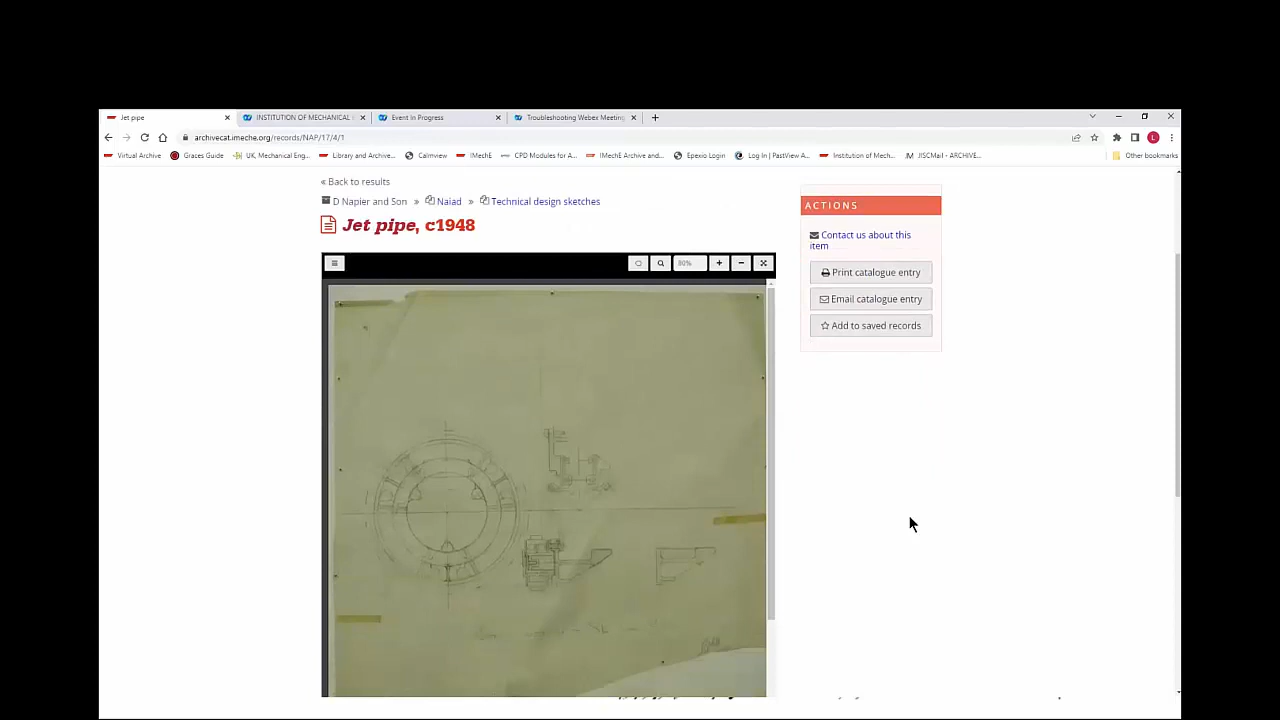 Jet pipe
INSTITUTION OF MECHANICAL
Event In Progress
Troubleshooting Webex Meeting
archivecat.imeche.org/records/NAP/17/4/1
Virtual Archive
Graces Guide
UK, Mechanical Eng...
Library and Archive...
Calmview
IMechE
CPD Modules for A...
IMechE Archive and...
Epexio Login
Log In | PastView A...
Institution of Mech...
JISCMail - ARCHIVE...
Other bookmarks
« Back to results
D Napier and Son » Naiad » Technical design sketches
Jet pipe, c1948
80%
ACTIONS
Contact us about this
item
Print catalogue entry
Email catalogue entry
Add to saved records